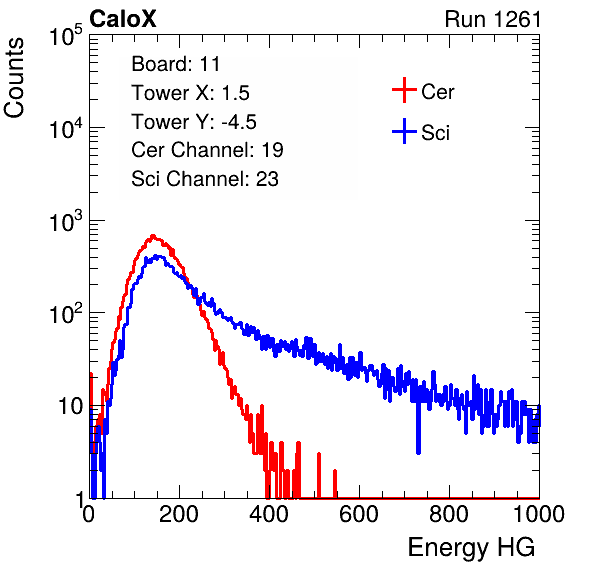 CaloX Run 1261
Counts
10^5
10^4
10^3
10^2
10
1
Board: 11
Tower X: 1.5
Tower Y: -4.5
Cer Channel: 19
Sci Channel: 23
Cer
Sci
0 200 400 600 800 1000
Energy HG